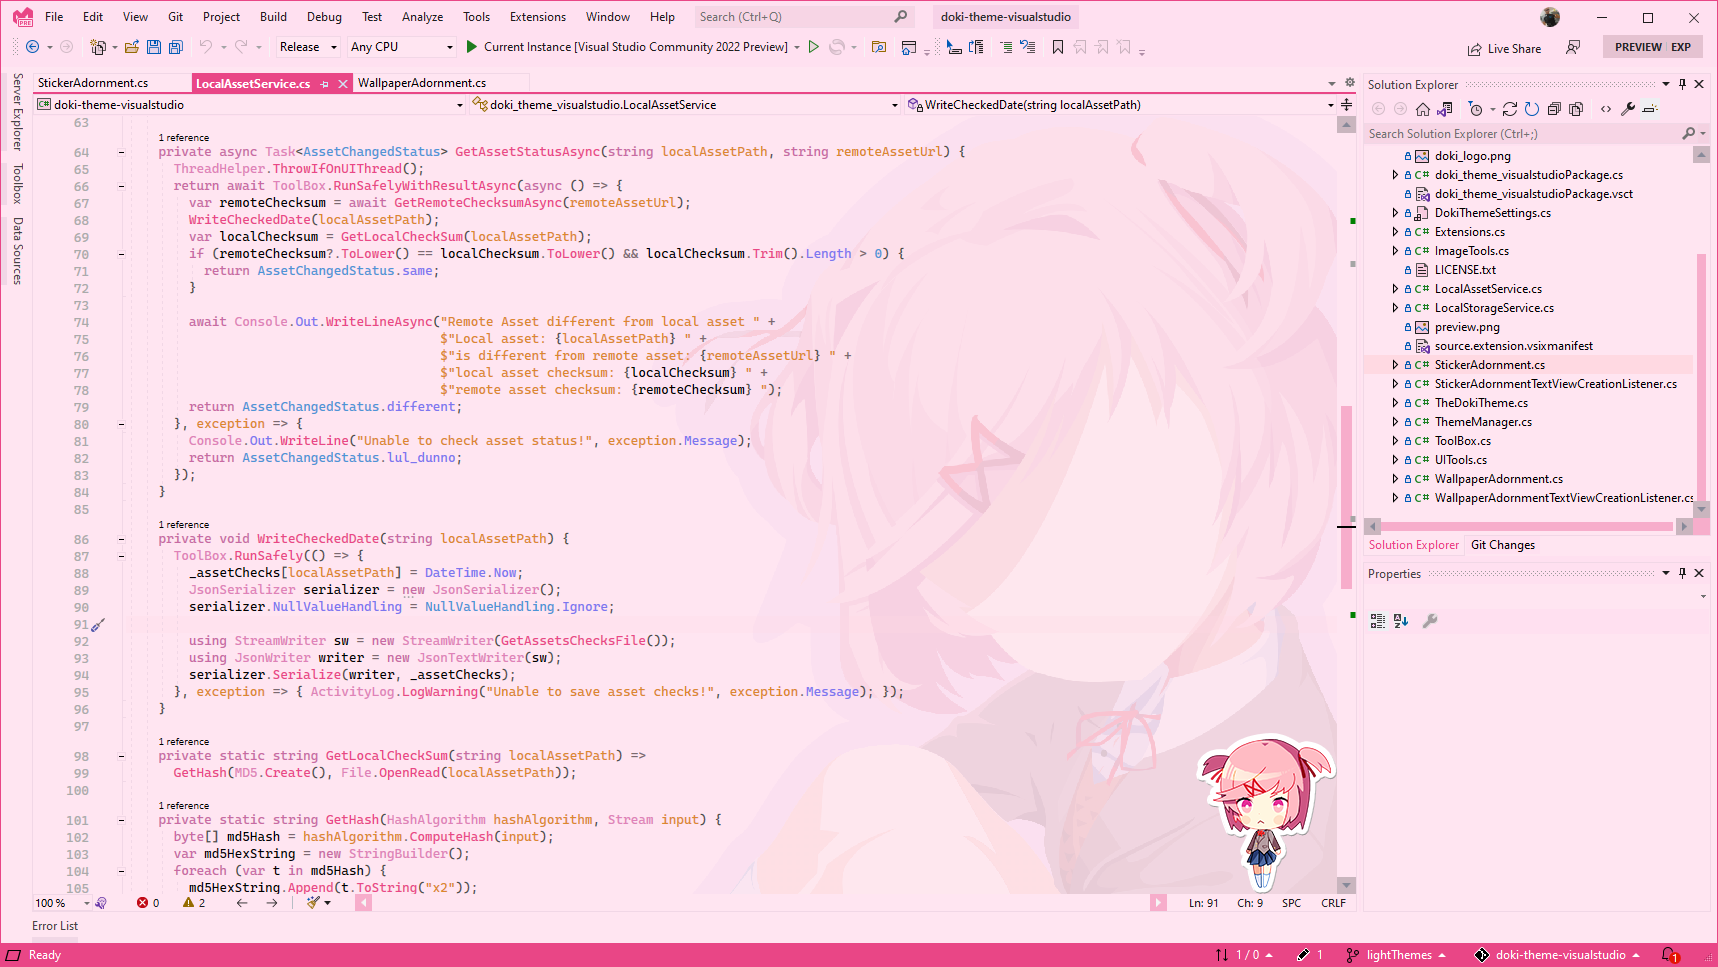 File Edit View Git Project Build Debug Test Analyze Tools Extensions Window Help Search (Ctrl+Q) doki-theme-visualstudio
Release Any CPU Current Instance [Visual Studio Community 2022 Preview] Live Share PREVIEW EXP
Server Explorer
Toolbox
Data Sources
StickerAdornment.cs LocalAssetService.cs WallpaperAdornment.cs
doki-theme-visualstudio doki_theme_visualstudio.LocalAssetService WriteCheckedDate(string localAssetPath)
63
1 reference
64 private async Task<AssetChangedStatus> GetAssetStatusAsync(string localAssetPath, string remoteAssetUrl) {
65 ThreadHelper.ThrowIfOnUIThread();
66 return await ToolBox.RunSafelyWithResultAsync(async () => {
67 var remoteChecksum = await GetRemoteChecksumAsync(remoteAssetUrl);
68 WriteCheckedDate(localAssetPath);
69 var localChecksum = GetLocalCheckSum(localAssetPath);
70 if (remoteChecksum?.ToLower() == localChecksum.ToLower() && localChecksum.Trim().Length > 0) {
71 return AssetChangedStatus.same;
72 }
73
74 await Console.Out.WriteLineAsync("Remote Asset different from local asset " +
75 $"Local asset: {localAssetPath} " +
76 $"is different from remote asset: {remoteAssetUrl} " +
77 $"local asset checksum: {localChecksum} " +
78 $"remote asset checksum: {remoteChecksum} ");
79 return AssetChangedStatus.different;
80 }, exception => {
81 Console.Out.WriteLine("Unable to check asset status!", exception.Message);
82 return AssetChangedStatus.lul_dunno;
83 });
84 }
85
1 reference
86 private void WriteCheckedDate(string localAssetPath) {
87 ToolBox.RunSafely(() => {
88 _assetChecks[localAssetPath] = DateTime.Now;
89 JsonSerializer serializer = new JsonSerializer();
90 serializer.NullValueHandling = NullValueHandling.Ignore;
91
92 using StreamWriter sw = new StreamWriter(GetAssetsChecksFile());
93 using JsonWriter writer = new JsonTextWriter(sw);
94 serializer.Serialize(writer, _assetChecks);
95 }, exception => { ActivityLog.LogWarning("Unable to save asset checks!", exception.Message); });
96 }
97
1 reference
98 private static string GetLocalCheckSum(string localAssetPath) =>
99 GetHash(MD5.Create(), File.OpenRead(localAssetPath));
100
1 reference
101 private static string GetHash(HashAlgorithm hashAlgorithm, Stream input) {
102 byte[] md5Hash = hashAlgorithm.ComputeHash(input);
103 var md5HexString = new StringBuilder();
104 foreach (var t in md5Hash) {
105 md5HexString.Append(t.ToString("x2"));
100 % 0 2 Ln: 91 Ch: 9 SPC CRLF
Error List
Solution Explorer
Search Solution Explorer (Ctrl+;)
doki_logo.png
C# doki_theme_visualstudioPackage.cs
doki_theme_visualstudioPackage.vsct
DokiThemeSettings.cs
C# Extensions.cs
C# ImageTools.cs
LICENSE.txt
C# LocalAssetService.cs
C# LocalStorageService.cs
preview.png
source.extension.vsixmanifest
C# StickerAdornment.cs
C# StickerAdornmentTextViewCreationListener.cs
C# TheDokiTheme.cs
C# ThemeManager.cs
C# ToolBox.cs
C# UITools.cs
C# WallpaperAdornment.cs
C# WallpaperAdornmentTextViewCreationListener.cs
Solution Explorer Git Changes
Properties
Ready 1 / 0 1 lightThemes doki-theme-visualstudio 1